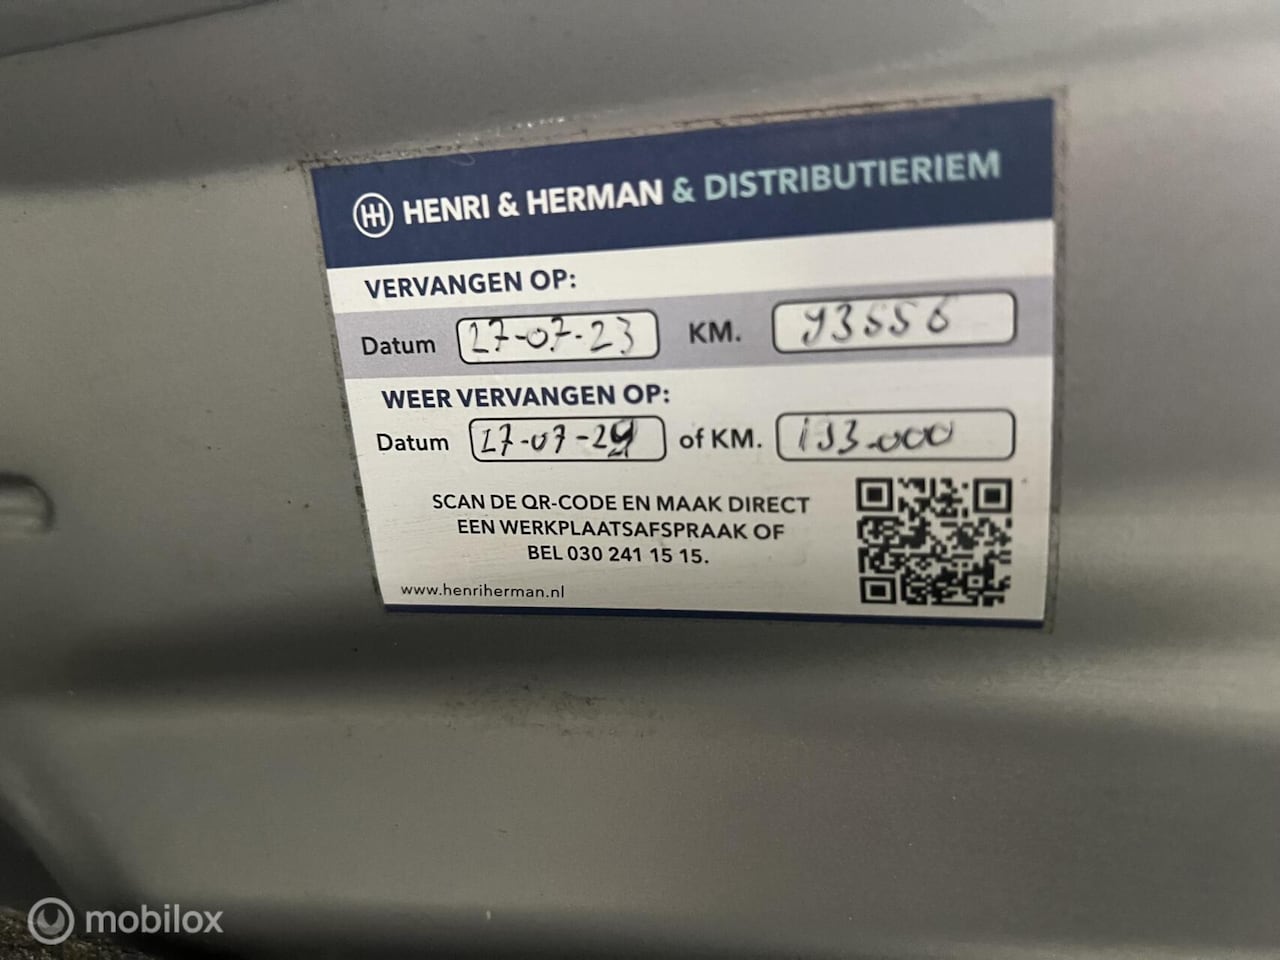 HENRI & HERMAN & DISTRIBUTIERIEM
VERVANGEN OP:
Datum 27-07-23 KM. 93556
WEER VERVANGEN OP:
Datum 27-07-29 of KM. 193.000
SCAN DE QR-CODE EN MAAK DIRECT
EEN WERKPLAATSAFSPRAAK OF
BEL 030 241 15 15.
www.henriherman.nl
mobilox